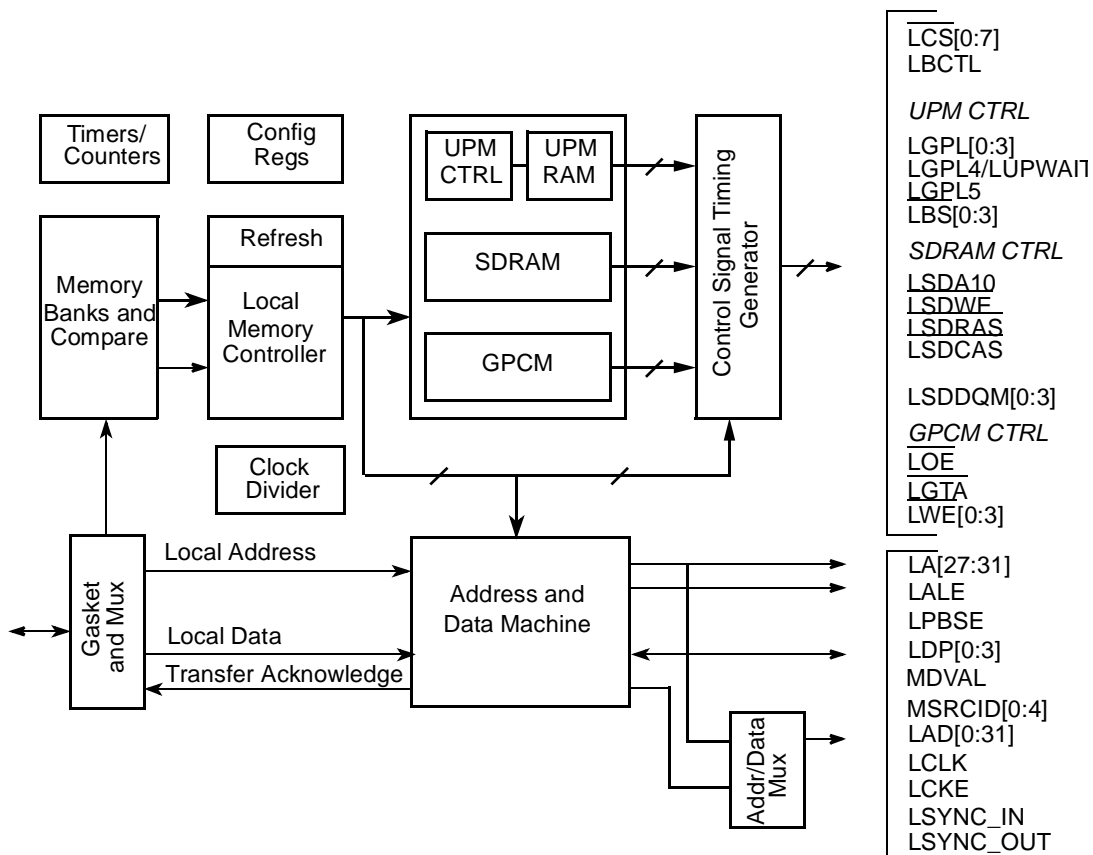 Timers/
Counters
Config
Regs
UPM
CTRL
UPM
RAM
Memory
Banks and
Compare
Refresh
Local
Memory
Controller
SDRAM
GPCM
Control Signal Timing
Generator
Clock
Divider
Gasket
and Mux
Local Address
Local Data
Transfer Acknowledge
Address and
Data Machine
Addr/Data
Mux
LCS[0:7]
LBCTL
UPM CTRL
LGPL[0:3]
LGPL4/LUPWAIT
LGPL5
LBS[0:3]
SDRAM CTRL
LSDA10
LSDWE
LSDRAS
LSDCAS
LSDDQM[0:3]
GPCM CTRL
LOE
LGTA
LWE[0:3]
LA[27:31]
LALE
LPBSE
LDP[0:3]
MDVAL
MSRCID[0:4]
LAD[0:31]
LCLK
LCKE
LSYNC_IN
LSYNC_OUT